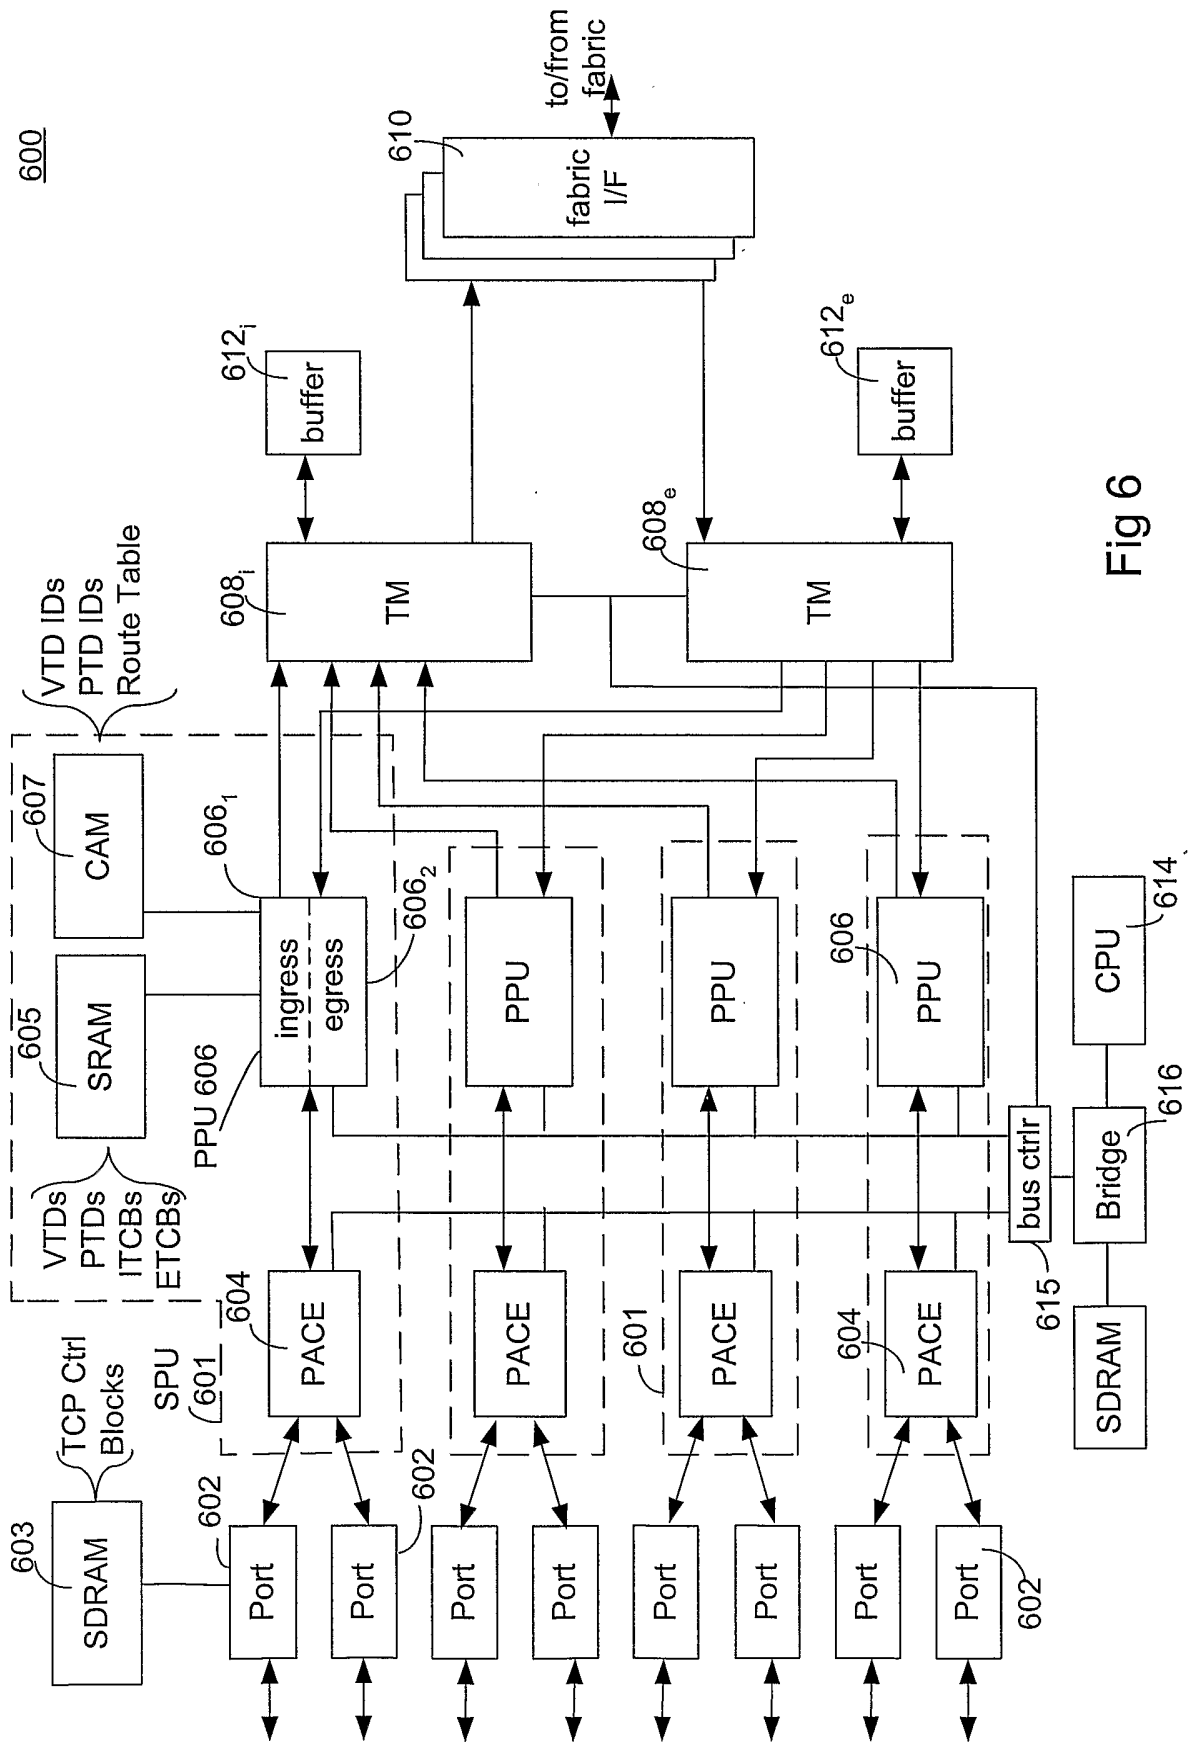 600
SDRAM
603
TCP Ctrl
Blocks
SPU
601
VTDs
PTDs
ITCBs
ETCBs
SRAM
605
CAM
607
VTD IDs
PTD IDs
Route Table
PPU 606
606₁
606₂
ingress
egress
Port
602
Port
602
PACE
604
TM
608ᵢ
buffer
612ᵢ
fabric
I/F
610
to/from
fabric
Port
Port
PACE
PPU
Port
Port
PACE
601
PPU
TM
608ₑ
buffer
612ₑ
Port
Port
602
PACE
604
PPU
606
bus ctrlr
615
SDRAM
Bridge
616
CPU
614
Fig 6